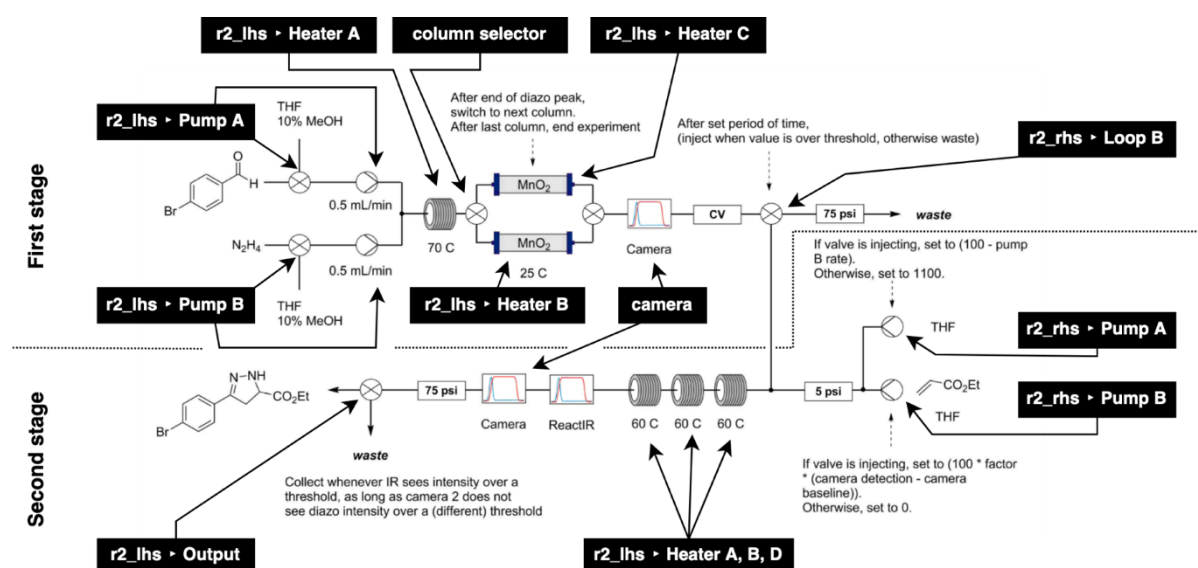 r2_lhs ▸ Heater A
column selector
r2_lhs ▸ Heater C
r2_lhs ▸ Pump A
THF
10% MeOH
After end of diazo peak,
switch to next column.
After last column, end experiment
After set period of time,
(inject when value is over threshold, otherwise waste)
r2_rhs ▸ Loop B
First stage
O
H
Br
0.5 mL/min
MnO2
MnO2
70 C
25 C
Camera
CV
75 psi
waste
N2H4
0.5 mL/min
THF
10% MeOH
r2_lhs ▸ Pump B
r2_lhs ▸ Heater B
camera
If valve is injecting, set to (100 - pump
B rate).
Otherwise, set to 1100.
THF
r2_rhs ▸ Pump A
Second stage
N
NH
CO2Et
Br
75 psi
Camera
ReactIR
60 C
60 C
60 C
5 psi
CO2Et
THF
r2_rhs ▸ Pump B
waste
Collect whenever IR sees intensity over a
threshold, as long as camera 2 does not
see diazo intensity over a (different) threshold
If valve is injecting, set to (100 * factor
* (camera detection - camera
baseline)).
Otherwise, set to 0.
r2_lhs ▸ Output
r2_lhs ▸ Heater A, B, D